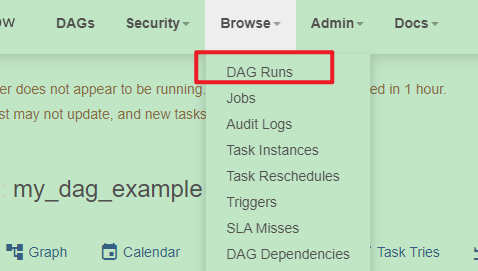 DAGs Security Browse Admin Docs
DAG Runs
er does not appear to be running. ed in 1 hour.
Jobs
st may not update, and new tasks
Audit Logs
Task Instances
Task Reschedules
my_dag_example
Triggers
SLA Misses
Graph Calendar DAG Dependencies Task Tries